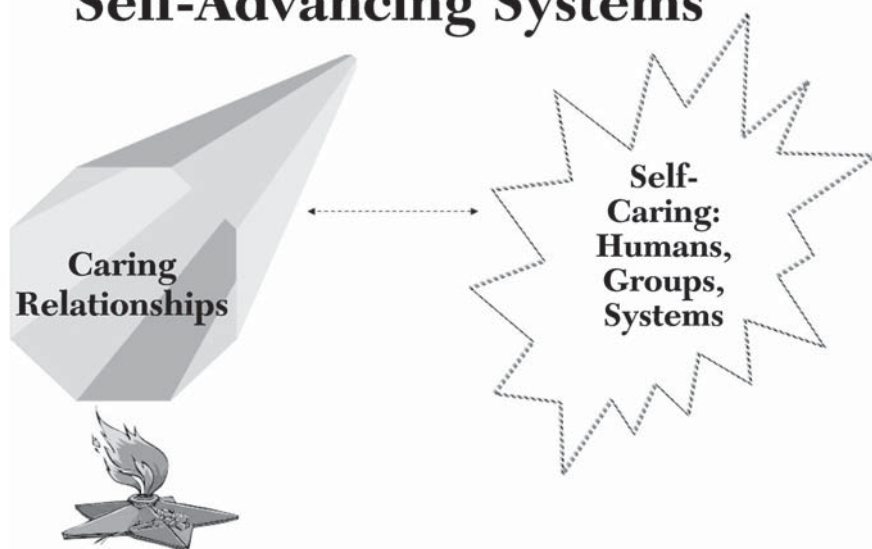 Self-Advancing Systems
Caring
Relationships
Self-
Caring:
Humans,
Groups,
Systems